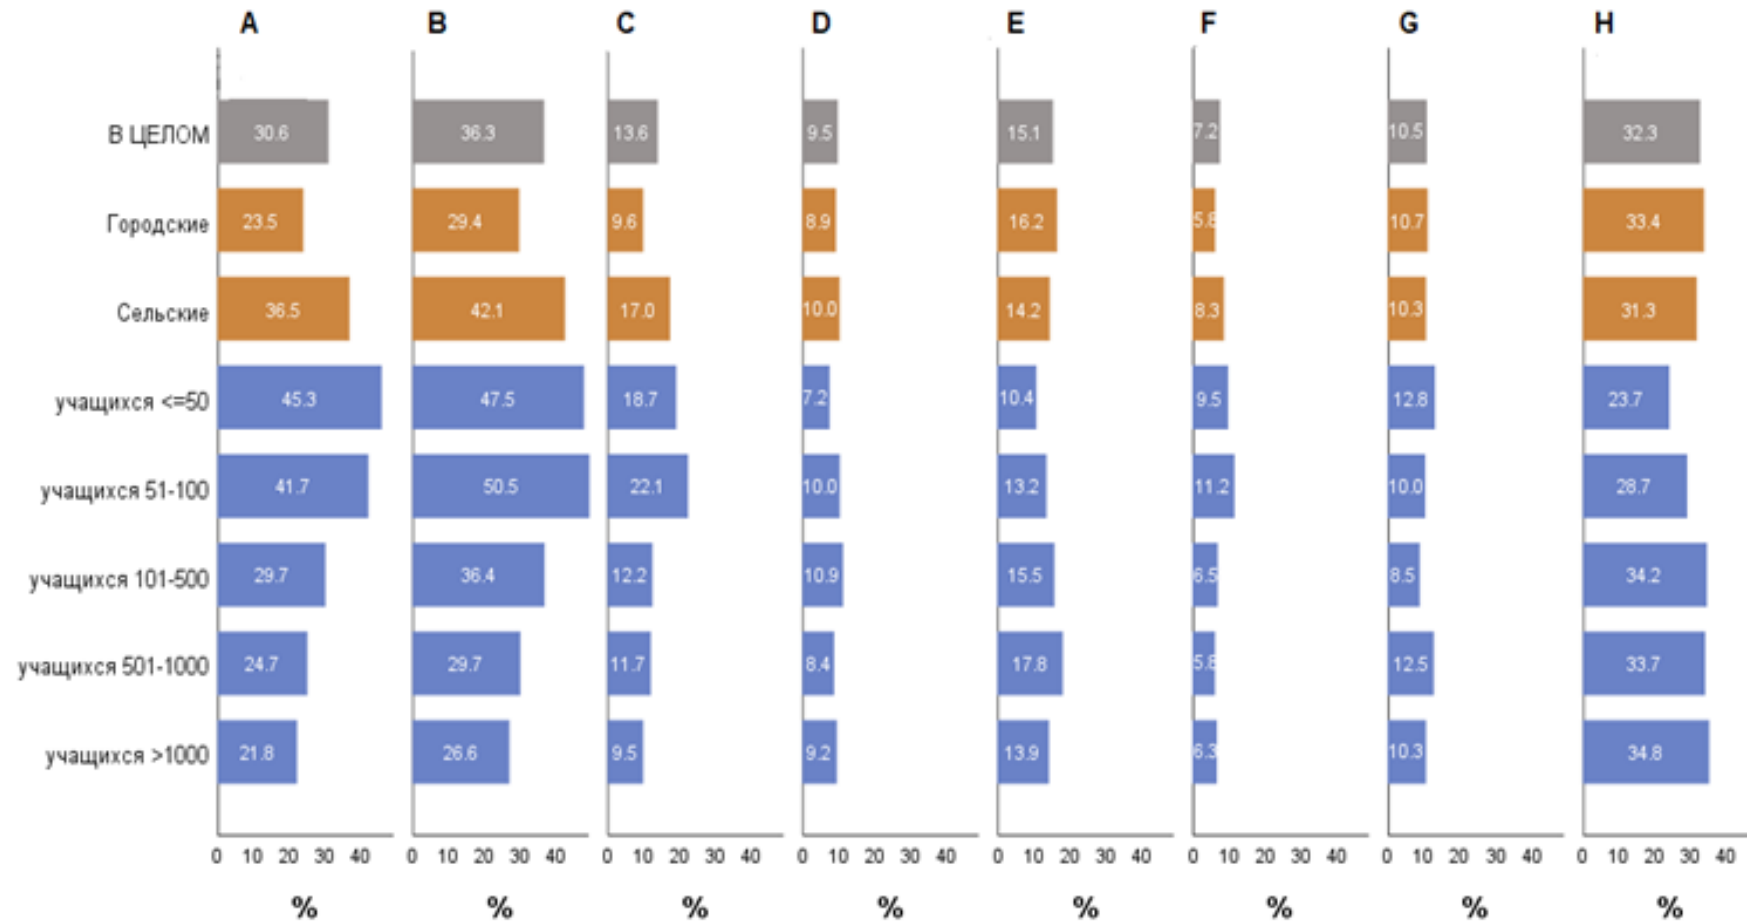 A B C D E F G H
В ЦЕЛОМ 30.6 36.3 13.6 9.5 15.1 7.2 10.5 32.3
Городские 23.5 29.4 9.6 8.9 16.2 5.8 10.7 33.4
Сельские 36.5 42.1 17.0 10.0 14.2 8.3 10.3 31.3
учащихся <=50 45.3 47.5 18.7 7.2 10.4 9.5 12.8 23.7
учащихся 51-100 41.7 50.5 22.1 10.0 13.2 11.2 10.0 28.7
учащихся 101-500 29.7 36.4 12.2 10.9 15.5 6.5 8.5 34.2
учащихся 501-1000 24.7 29.7 11.7 8.4 17.8 5.8 12.5 33.7
учащихся >1000 21.8 26.6 9.5 9.2 13.9 6.3 10.3 34.8
0 10 20 30 40 0 10 20 30 40 0 10 20 30 40 0 10 20 30 40 0 10 20 30 40 0 10 20 30 40 0 10 20 30 40 0 10 20 30 40
% % % % % % % %